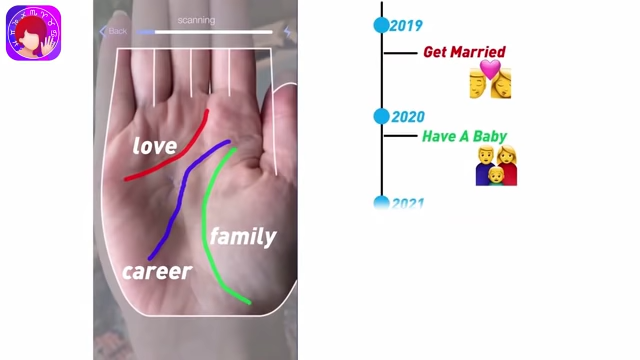 scanning
Back
love
family
career
2019
Get Married
2020
Have A Baby
2021